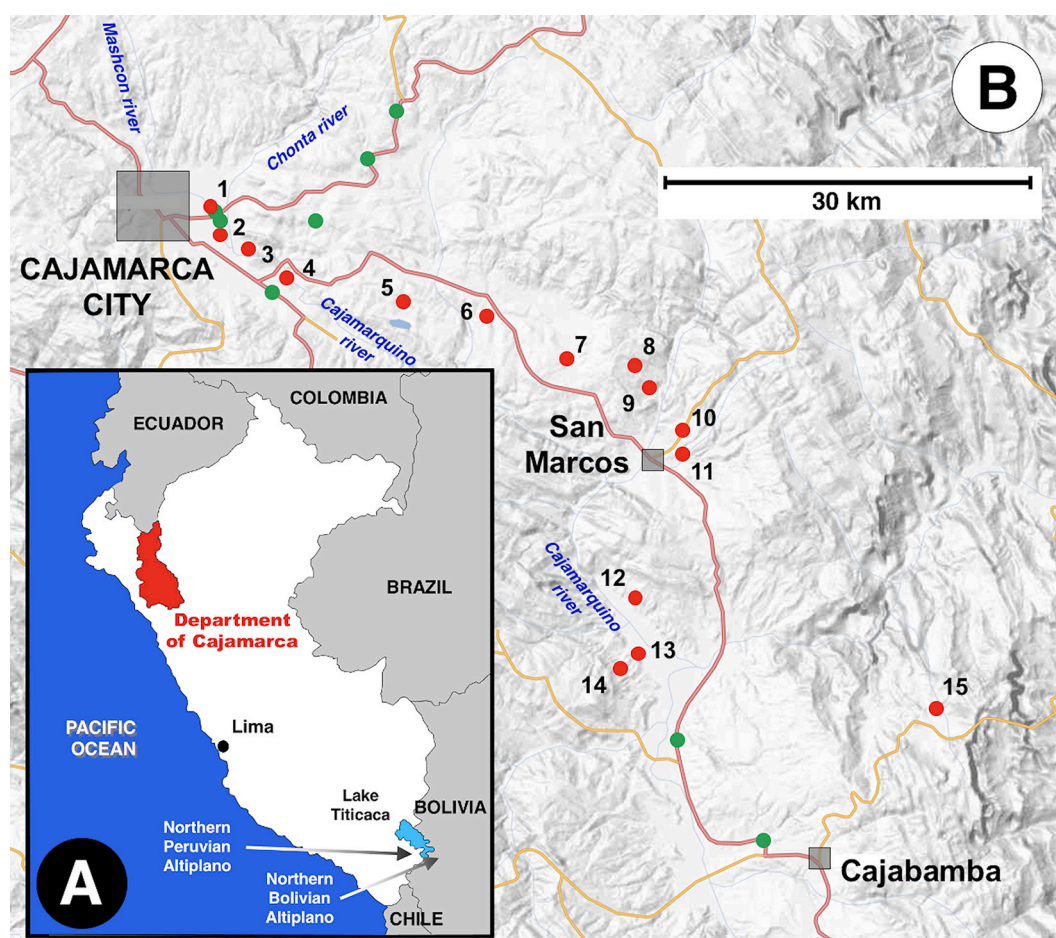 Mashcon river
B
Chonta river
30 km
1
2
3
4
5
6
7
8
9
10
11
12
13
14
15
CAJAMARCA
CITY
Cajamarquino
river
San
Marcos
Cajamarquino
river
Cajabamba
COLOMBIA
ECUADOR
BRAZIL
Department
of Cajamarca
PACIFIC
OCEAN
Lima
Lake
Titicaca
BOLIVIA
Northern
Peruvian
Altiplano
Northern
Bolivian
Altiplano
CHILE
A